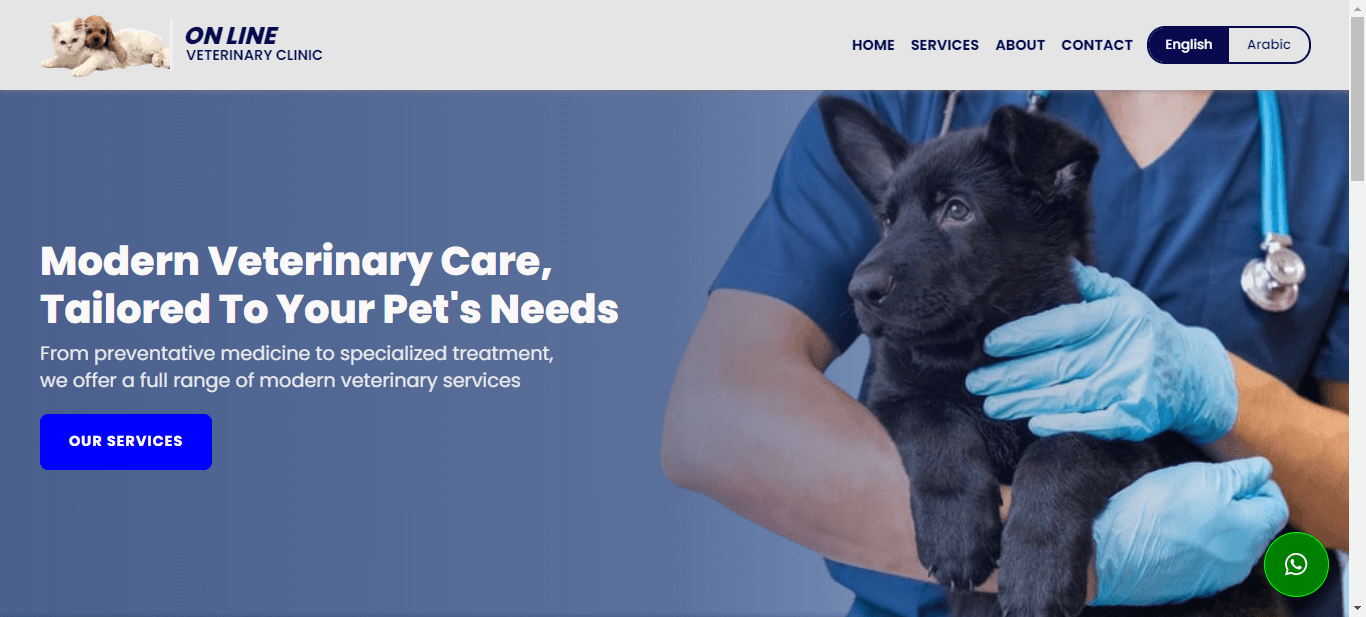 ON LINE
VETERINARY CLINIC
HOME SERVICES ABOUT CONTACT English Arabic
Modern Veterinary Care,
Tailored To Your Pet's Needs
From preventative medicine to specialized treatment,
we offer a full range of modern veterinary services
OUR SERVICES